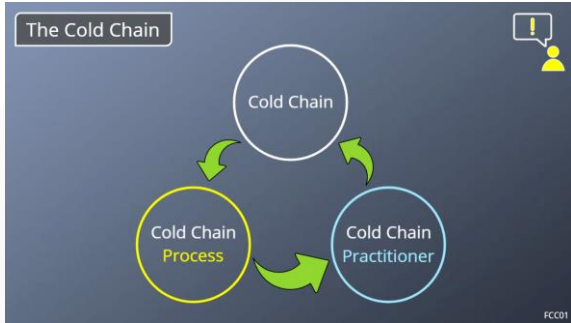 The Cold Chain
!
Cold Chain
Cold Chain
Process
Cold Chain
Practitioner
FCC01